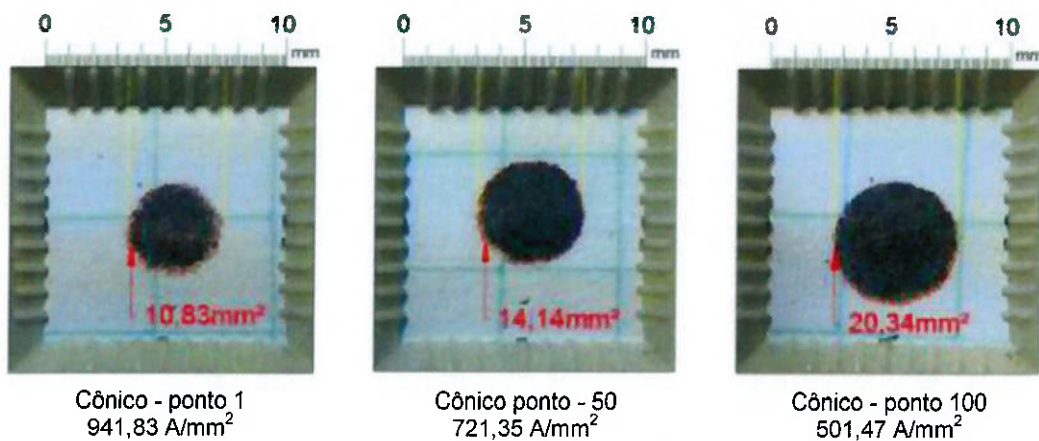 0 5 10
mm
0 5 10
mm
0 5 10
mm
10,83mm²
14,14mm²
20,34mm²
Cônico - ponto 1
941,83 A/mm²
Cônico ponto - 50
721,35 A/mm²
Cônico - ponto 100
501,47 A/mm²